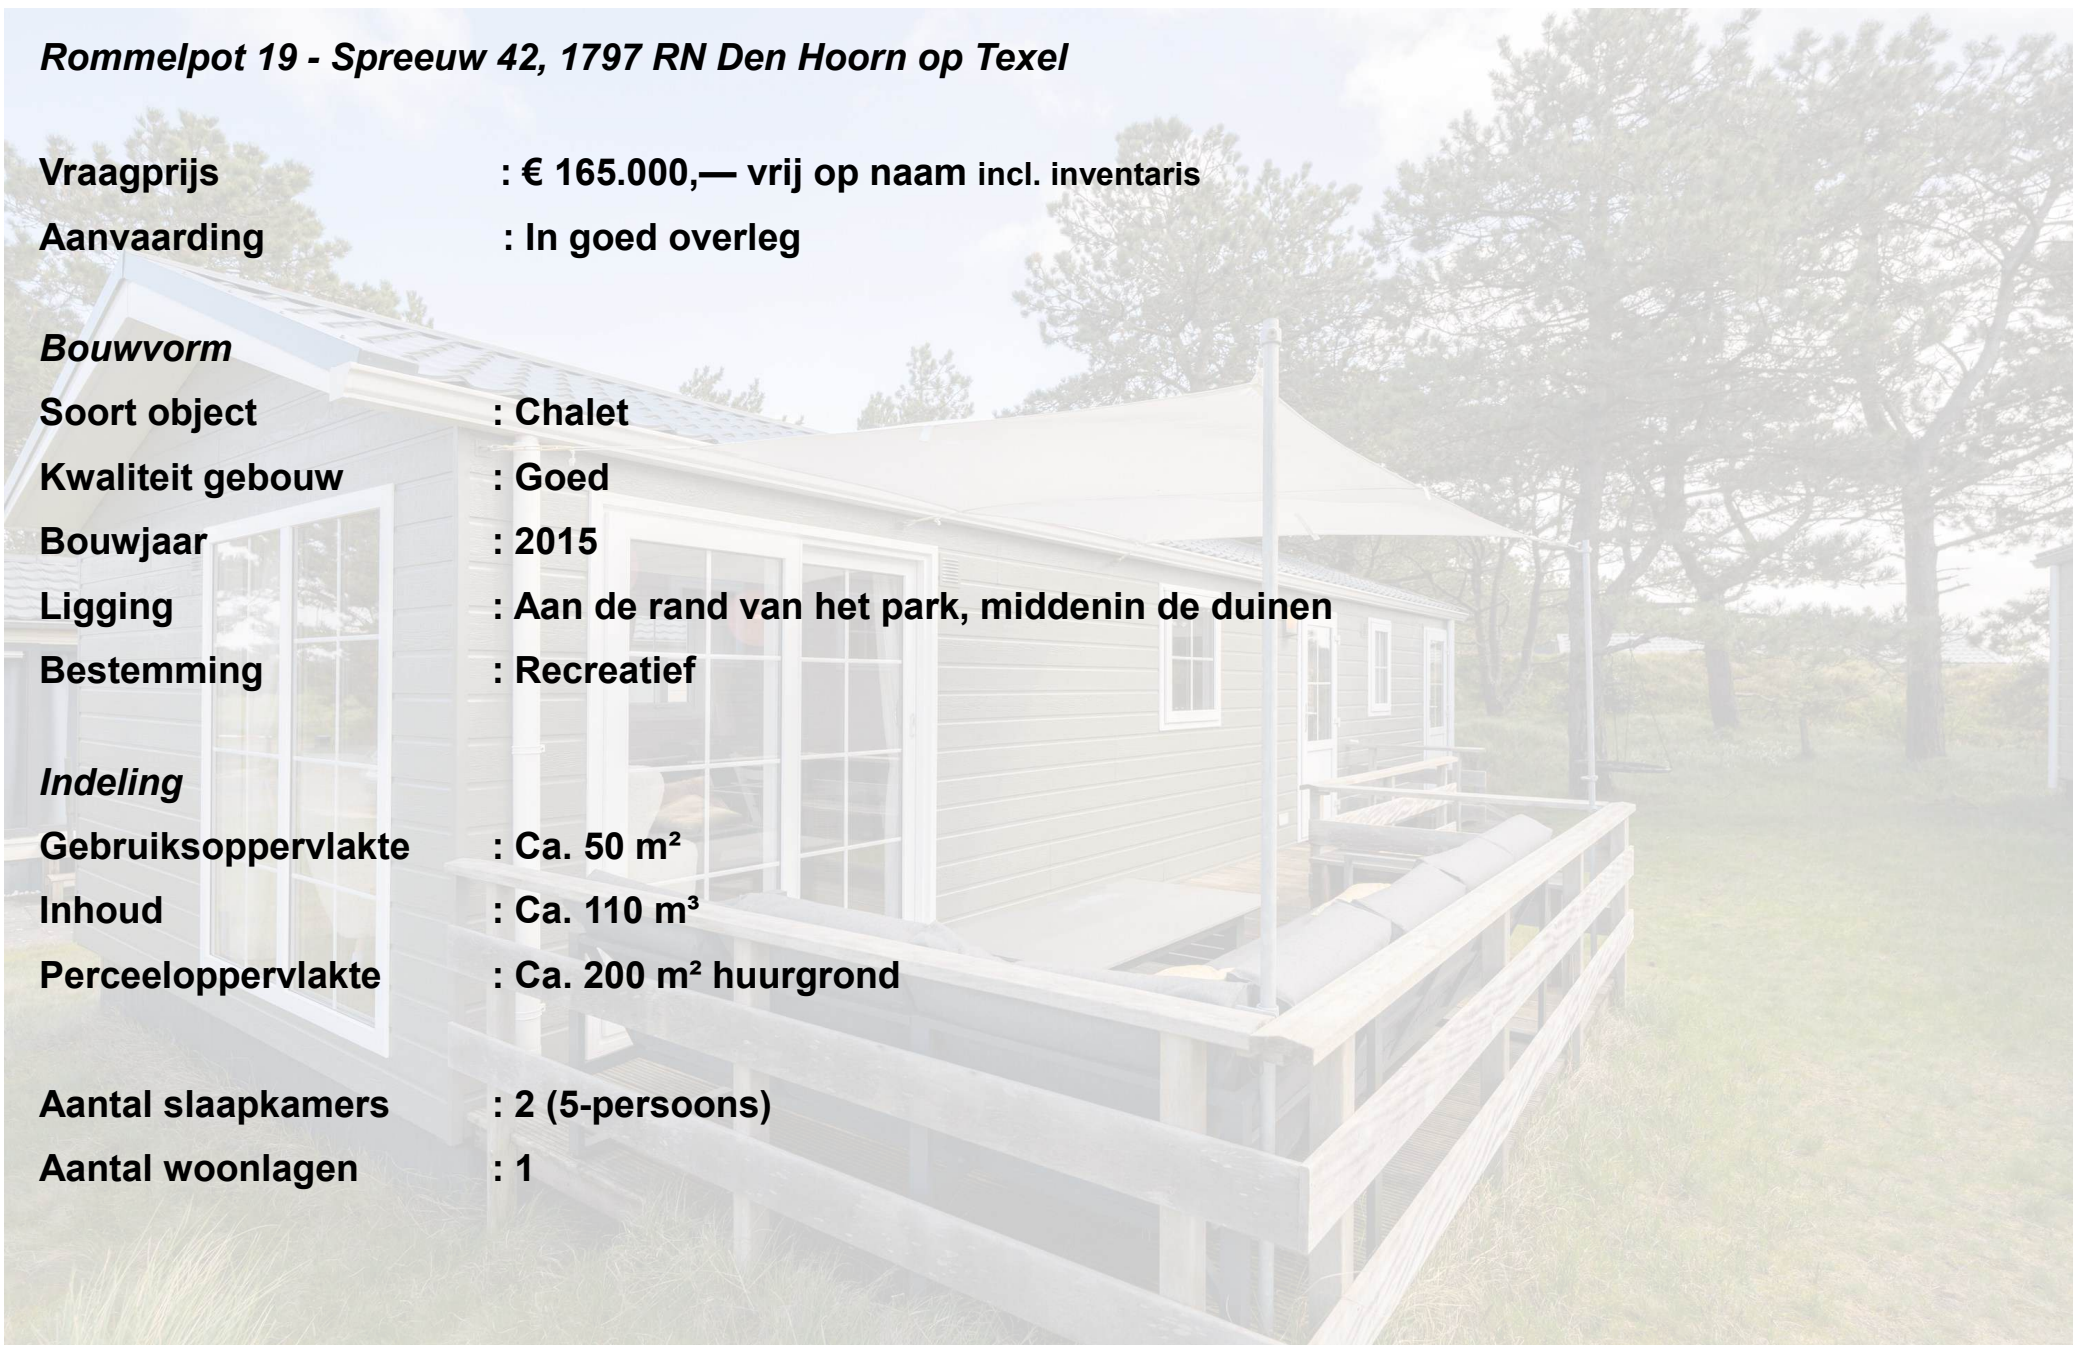 Rommelpot 19 - Spreeuw 42, 1797 RN Den Hoorn op Texel
Vraagprijs : € 165.000,— vrij op naam incl. inventaris
Aanvaarding : In goed overleg
Bouwvorm
Soort object : Chalet
Kwaliteit gebouw : Goed
Bouwjaar : 2015
Ligging : Aan de rand van het park, middenin de duinen
Bestemming : Recreatief
Indeling
Gebruiksoppervlakte : Ca. 50 m²
Inhoud : Ca. 110 m³
Perceeloppervlakte : Ca. 200 m² huurgrond
Aantal slaapkamers : 2 (5-persoons)
Aantal woonlagen : 1